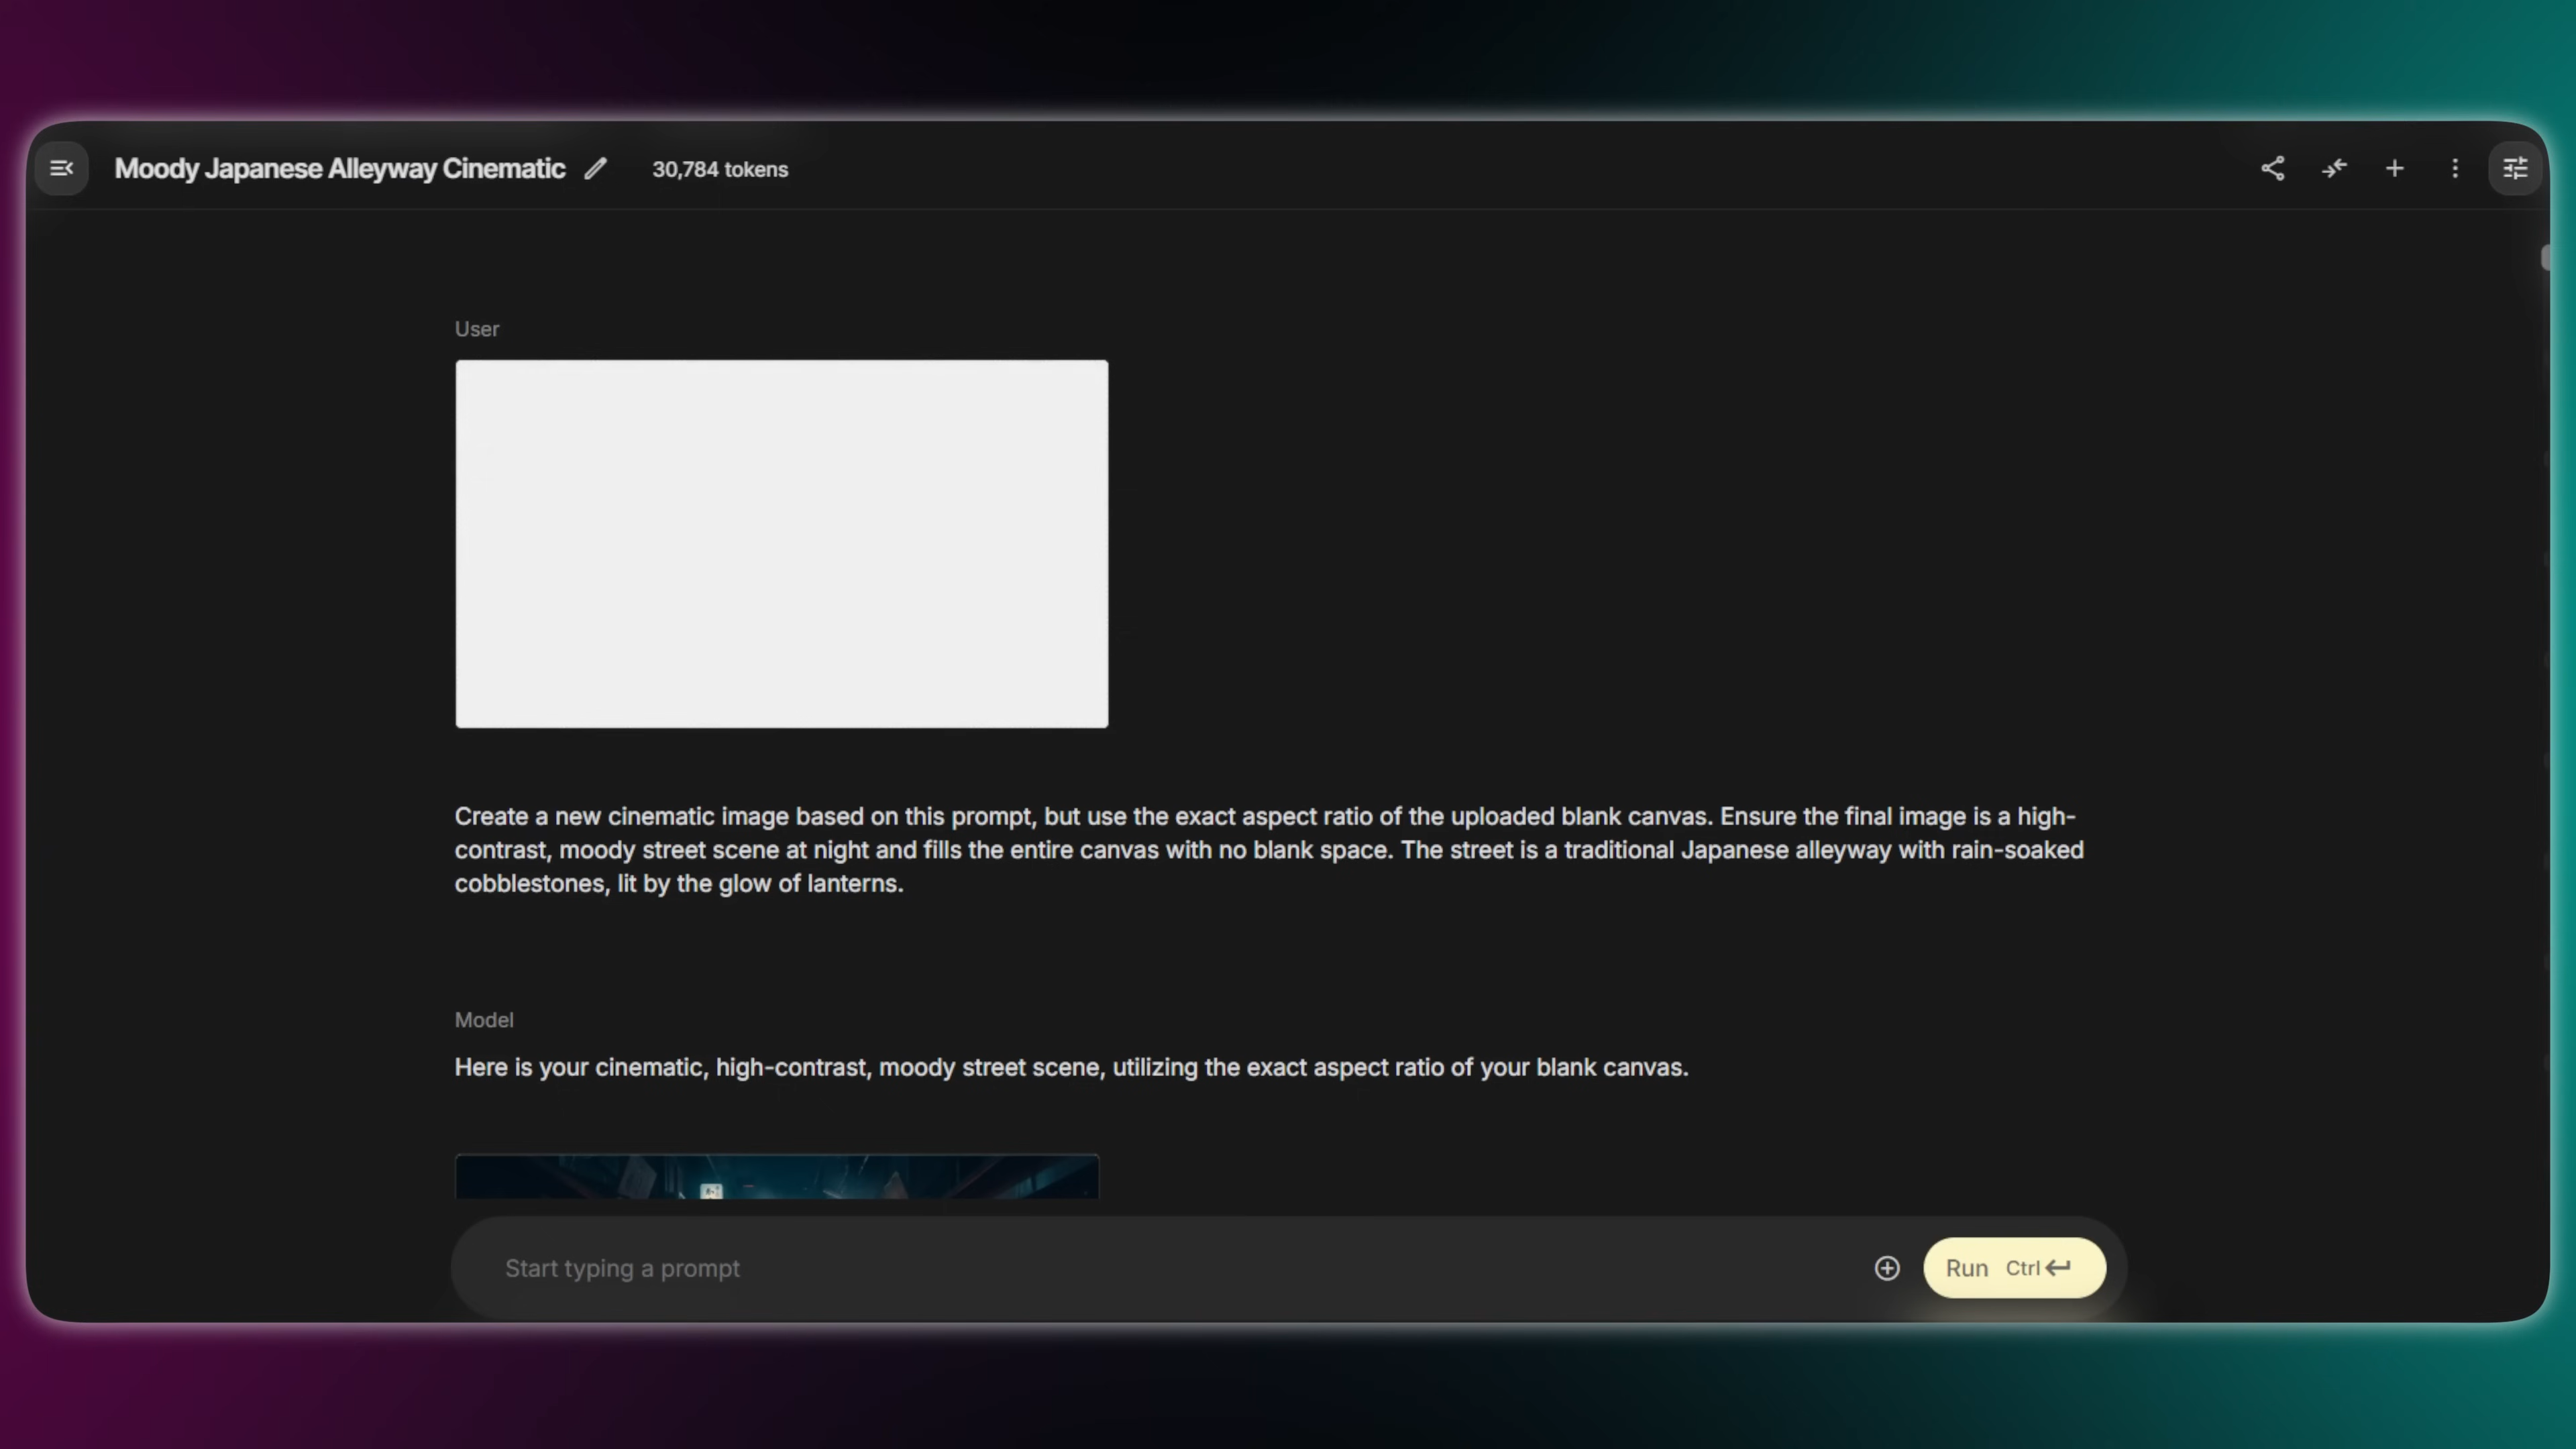 Moody Japanese Alleyway Cinematic
30,784 tokens
User
Create a new cinematic image based on this prompt, but use the exact aspect ratio of the uploaded blank canvas. Ensure the final image is a high-
contrast, moody street scene at night and fills the entire canvas with no blank space. The street is a traditional Japanese alleyway with rain-soaked
cobblestones, lit by the glow of lanterns.
Model
Here is your cinematic, high-contrast, moody street scene, utilizing the exact aspect ratio of your blank canvas.
Start typing a prompt
Run Ctrl